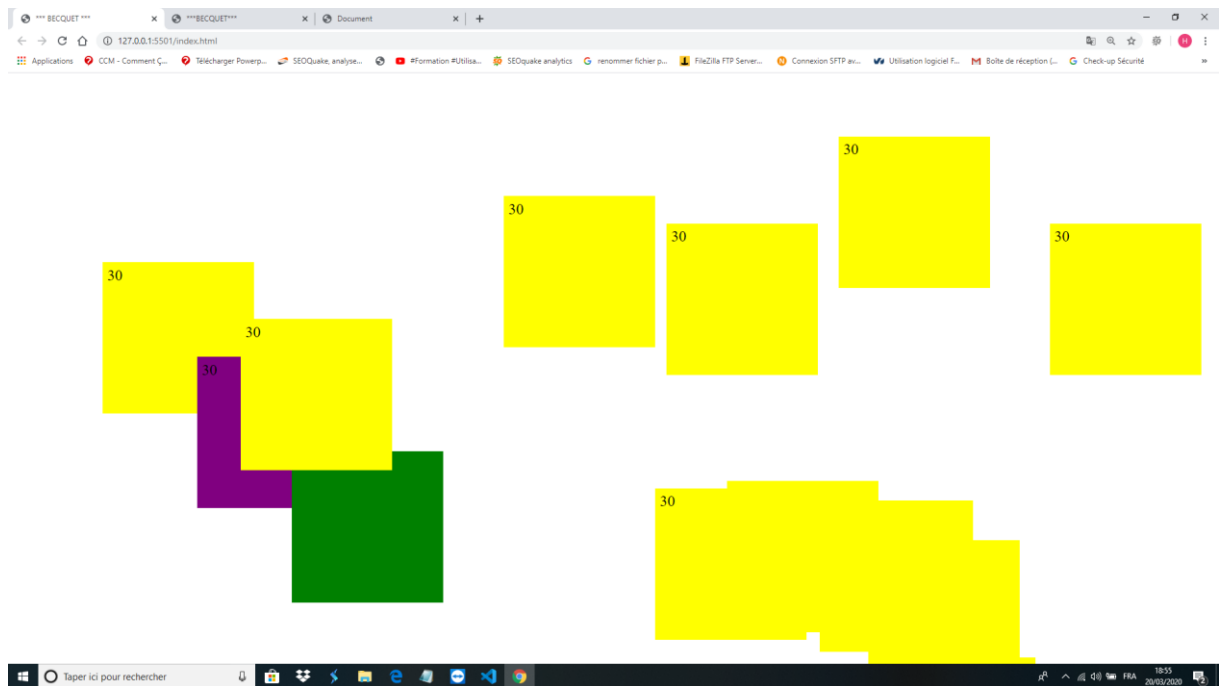 *** BECQUET ***
***BECQUET***
Document
127.0.0.1:5501/index.html
H
Applications
CCM - Comment Ç...
Télécharger Powerp...
SEOQuake, analyse...
#Formation #Utilisa...
SEOquake analytics
renommer fichier p...
FileZilla FTP Server...
Connexion SFTP av...
Utilisation logiciel F...
Boîte de réception (...
Check-up Sécurité
30
30
30
30
30
30
30
30
Taper ici pour rechercher
FRA
18:55
20/03/2020
2